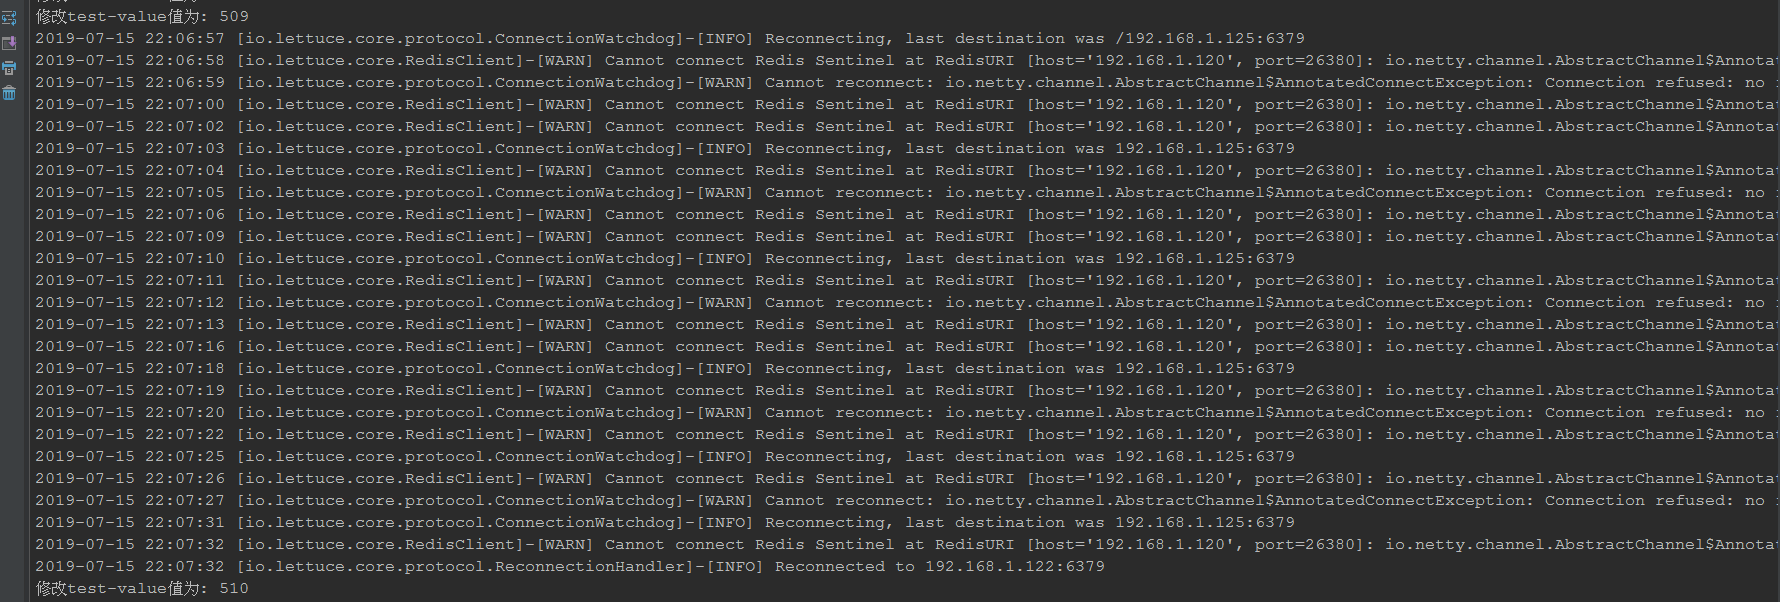 修改test-value值为: 509
2019-07-15 22:06:57 [io.lettuce.core.protocol.ConnectionWatchdog]-[INFO] Reconnecting, last destination was /192.168.1.125:6379
2019-07-15 22:06:58 [io.lettuce.core.RedisClient]-[WARN] Cannot connect Redis Sentinel at RedisURI [host='192.168.1.120', port=26380]: io.netty.channel.AbstractChannel$Annotat
2019-07-15 22:06:59 [io.lettuce.core.protocol.ConnectionWatchdog]-[WARN] Cannot reconnect: io.netty.channel.AbstractChannel$AnnotatedConnectException: Connection refused: no
2019-07-15 22:07:00 [io.lettuce.core.RedisClient]-[WARN] Cannot connect Redis Sentinel at RedisURI [host='192.168.1.120', port=26380]: io.netty.channel.AbstractChannel$Annotat
2019-07-15 22:07:02 [io.lettuce.core.RedisClient]-[WARN] Cannot connect Redis Sentinel at RedisURI [host='192.168.1.120', port=26380]: io.netty.channel.AbstractChannel$Annotat
2019-07-15 22:07:03 [io.lettuce.core.protocol.ConnectionWatchdog]-[INFO] Reconnecting, last destination was 192.168.1.125:6379
2019-07-15 22:07:04 [io.lettuce.core.RedisClient]-[WARN] Cannot connect Redis Sentinel at RedisURI [host='192.168.1.120', port=26380]: io.netty.channel.AbstractChannel$Annotat
2019-07-15 22:07:05 [io.lettuce.core.protocol.ConnectionWatchdog]-[WARN] Cannot reconnect: io.netty.channel.AbstractChannel$AnnotatedConnectException: Connection refused: no
2019-07-15 22:07:06 [io.lettuce.core.RedisClient]-[WARN] Cannot connect Redis Sentinel at RedisURI [host='192.168.1.120', port=26380]: io.netty.channel.AbstractChannel$Annotat
2019-07-15 22:07:09 [io.lettuce.core.RedisClient]-[WARN] Cannot connect Redis Sentinel at RedisURI [host='192.168.1.120', port=26380]: io.netty.channel.AbstractChannel$Annotat
2019-07-15 22:07:10 [io.lettuce.core.protocol.ConnectionWatchdog]-[INFO] Reconnecting, last destination was 192.168.1.125:6379
2019-07-15 22:07:11 [io.lettuce.core.RedisClient]-[WARN] Cannot connect Redis Sentinel at RedisURI [host='192.168.1.120', port=26380]: io.netty.channel.AbstractChannel$Annotat
2019-07-15 22:07:12 [io.lettuce.core.protocol.ConnectionWatchdog]-[WARN] Cannot reconnect: io.netty.channel.AbstractChannel$AnnotatedConnectException: Connection refused: no
2019-07-15 22:07:13 [io.lettuce.core.RedisClient]-[WARN] Cannot connect Redis Sentinel at RedisURI [host='192.168.1.120', port=26380]: io.netty.channel.AbstractChannel$Annotat
2019-07-15 22:07:16 [io.lettuce.core.RedisClient]-[WARN] Cannot connect Redis Sentinel at RedisURI [host='192.168.1.120', port=26380]: io.netty.channel.AbstractChannel$Annotat
2019-07-15 22:07:18 [io.lettuce.core.protocol.ConnectionWatchdog]-[INFO] Reconnecting, last destination was 192.168.1.125:6379
2019-07-15 22:07:19 [io.lettuce.core.RedisClient]-[WARN] Cannot connect Redis Sentinel at RedisURI [host='192.168.1.120', port=26380]: io.netty.channel.AbstractChannel$Annotat
2019-07-15 22:07:20 [io.lettuce.core.protocol.ConnectionWatchdog]-[WARN] Cannot reconnect: io.netty.channel.AbstractChannel$AnnotatedConnectException: Connection refused: no
2019-07-15 22:07:22 [io.lettuce.core.RedisClient]-[WARN] Cannot connect Redis Sentinel at RedisURI [host='192.168.1.120', port=26380]: io.netty.channel.AbstractChannel$Annotat
2019-07-15 22:07:25 [io.lettuce.core.protocol.ConnectionWatchdog]-[INFO] Reconnecting, last destination was 192.168.1.125:6379
2019-07-15 22:07:26 [io.lettuce.core.RedisClient]-[WARN] Cannot connect Redis Sentinel at RedisURI [host='192.168.1.120', port=26380]: io.netty.channel.AbstractChannel$Annotat
2019-07-15 22:07:27 [io.lettuce.core.protocol.ConnectionWatchdog]-[WARN] Cannot reconnect: io.netty.channel.AbstractChannel$AnnotatedConnectException: Connection refused: no
2019-07-15 22:07:31 [io.lettuce.core.protocol.ConnectionWatchdog]-[INFO] Reconnecting, last destination was 192.168.1.125:6379
2019-07-15 22:07:32 [io.lettuce.core.RedisClient]-[WARN] Cannot connect Redis Sentinel at RedisURI [host='192.168.1.120', port=26380]: io.netty.channel.AbstractChannel$Annotat
2019-07-15 22:07:32 [io.lettuce.core.protocol.ReconnectionHandler]-[INFO] Reconnected to 192.168.1.122:6379
修改test-value值为: 510